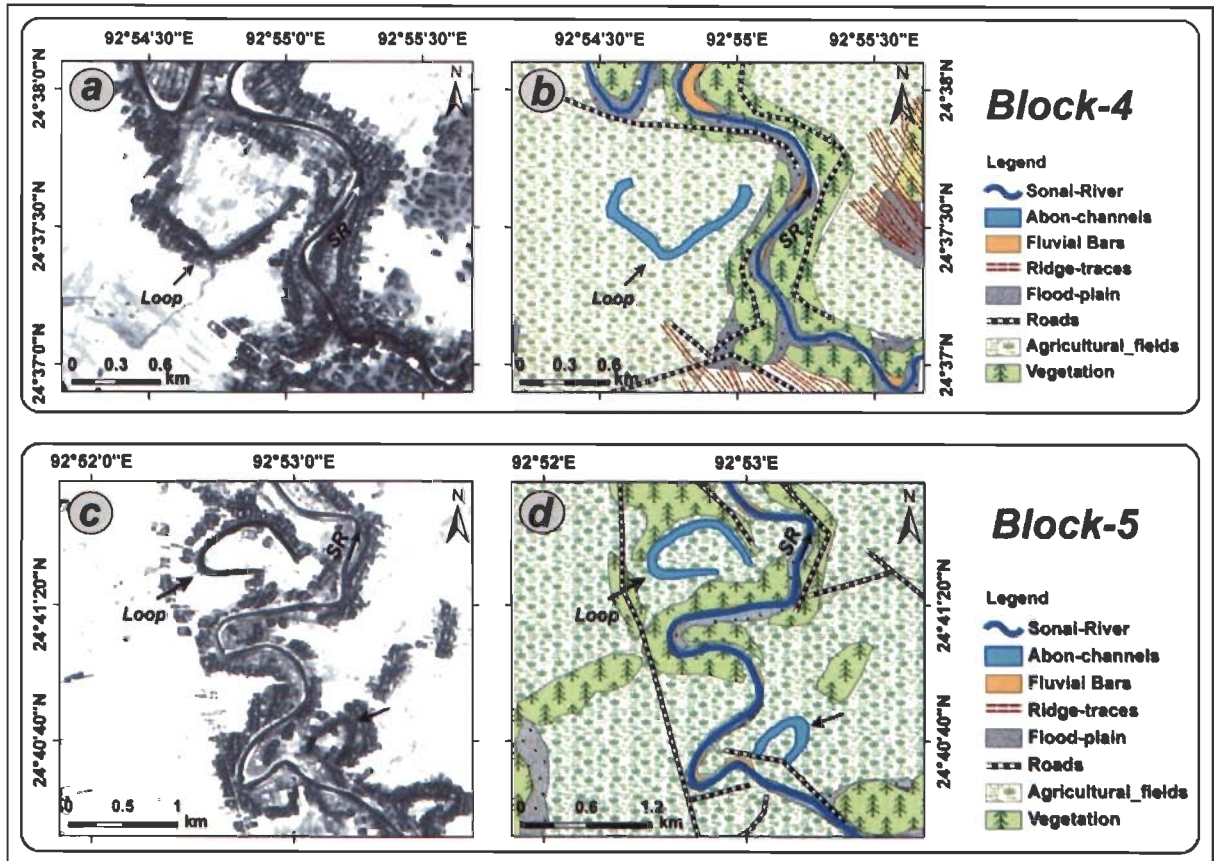 92°54'30"E 92°55'0"E 92°55'30"E
92°54'30"E 92°55'E 92°55'30"E
24°38'0"N
24°37'30"N
24°37'0"N
a
N
SR
Loop
0 0.3 0.6
km
b
N
SR
Loop
0 0.3 0.6
km
24°38'N
24°37'30"N
24°37'N
Block-4
Legend
Sonai-River
Abon-channels
Fluvial Bars
Ridge-traces
Flood-plain
Roads
Agricultural_fields
Vegetation
92°52'0"E 92°53'0"E
92°52'E 92°53'E
24°41'20"N
24°40'40"N
c
N
SR
Loop
0 0.5 1
km
d
N
SR
Loop
0 0.6 1.2
km
24°41'20"N
24°40'40"N
Block-5
Legend
Sonai-River
Abon-channels
Fluvial Bars
Ridge-traces
Flood-plain
Roads
Agricultural_fields
Vegetation